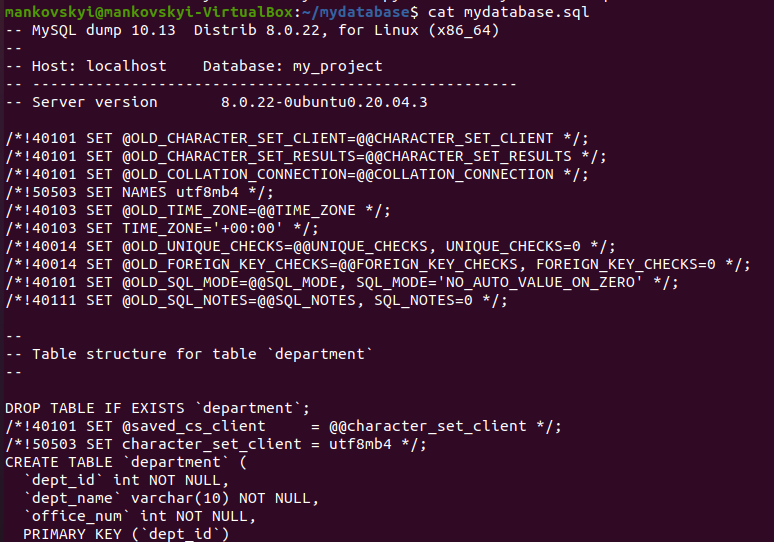 mankovskyi@mankovskyi-VirtualBox:~/mydatabase$ cat mydatabase.sql
-- MySQL dump 10.13  Distrib 8.0.22, for Linux (x86_64)
--
-- Host: localhost    Database: my_project
-- ------------------------------------------------------
-- Server version       8.0.22-0ubuntu0.20.04.3

/*!40101 SET @OLD_CHARACTER_SET_CLIENT=@@CHARACTER_SET_CLIENT */;
/*!40101 SET @OLD_CHARACTER_SET_RESULTS=@@CHARACTER_SET_RESULTS */;
/*!40101 SET @OLD_COLLATION_CONNECTION=@@COLLATION_CONNECTION */;
/*!50503 SET NAMES utf8mb4 */;
/*!40103 SET @OLD_TIME_ZONE=@@TIME_ZONE */;
/*!40103 SET TIME_ZONE='+00:00' */;
/*!40014 SET @OLD_UNIQUE_CHECKS=@@UNIQUE_CHECKS, UNIQUE_CHECKS=0 */;
/*!40014 SET @OLD_FOREIGN_KEY_CHECKS=@@FOREIGN_KEY_CHECKS, FOREIGN_KEY_CHECKS=0 */;
/*!40101 SET @OLD_SQL_MODE=@@SQL_MODE, SQL_MODE='NO_AUTO_VALUE_ON_ZERO' */;
/*!40111 SET @OLD_SQL_NOTES=@@SQL_NOTES, SQL_NOTES=0 */;

--
-- Table structure for table `department`
--

DROP TABLE IF EXISTS `department`;
/*!40101 SET @saved_cs_client     = @@character_set_client */;
/*!50503 SET character_set_client = utf8mb4 */;
CREATE TABLE `department` (
  `dept_id` int NOT NULL,
  `dept_name` varchar(10) NOT NULL,
  `office_num` int NOT NULL,
  PRIMARY KEY (`dept_id`)